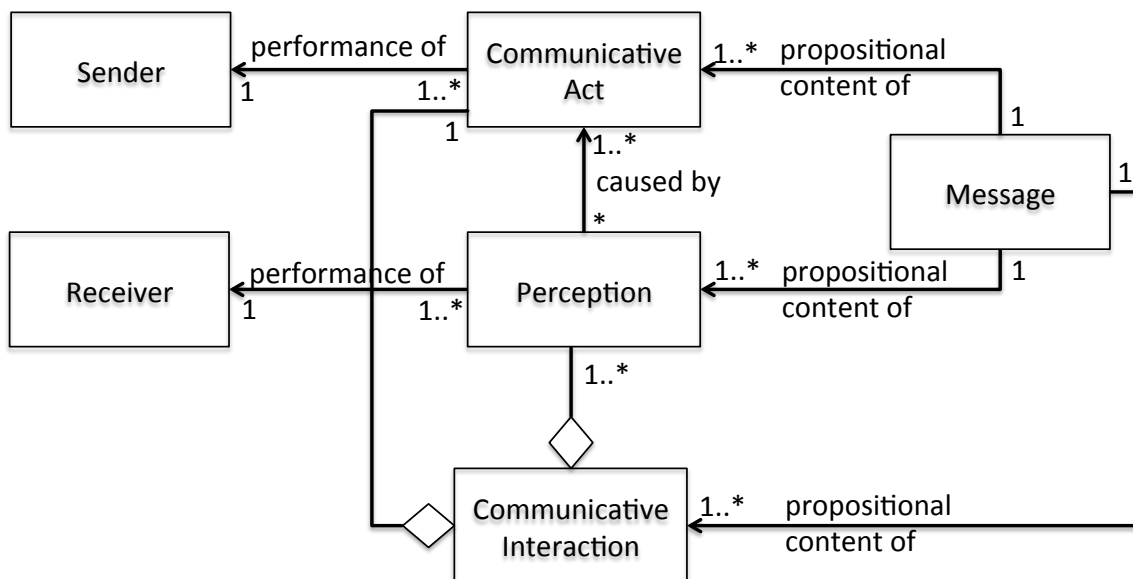 Sender
performance of
1
1..*
Communicative
Act
1
1..*
propositional
content of
1
1..*
caused by
*
Message
1
Receiver
performance of
1
1..*
Perception
1..*
propositional
content of
1
1..*
Communicative
Interaction
1..*
propositional
content of